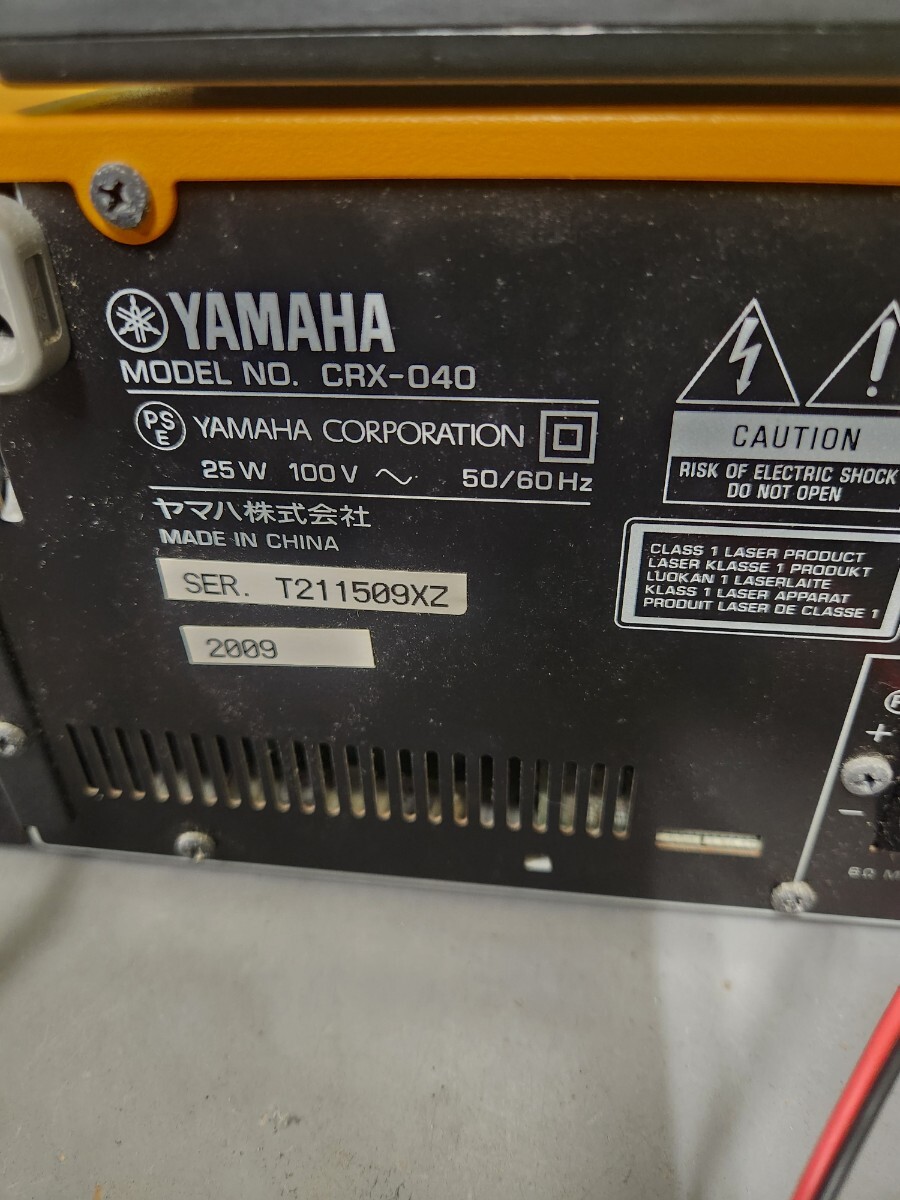 YAMAHA
MODEL NO. CRX-040
PSE YAMAHA CORPORATION
25W 100V ~ 50/60Hz
ヤマハ株式会社
MADE IN CHINA
SER. T211509XZ
2009
CAUTION
RISK OF ELECTRIC SHOCK
DO NOT OPEN
CLASS 1 LASER PRODUCT
LASER KLASSE 1 PRODUKT
LUOKAN 1 LASERLAITE
KLASS 1 LASER APPARAT
PRODUIT LASER DE CLASSE 1
+
−
6Ω